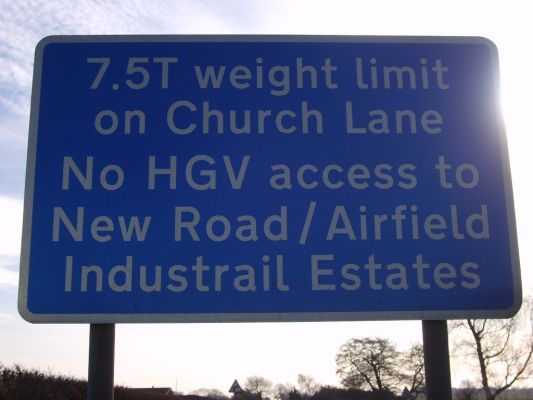 7.5T weight limit
on Church Lane
No HGV access to
New Road/Airfield
Industrail Estates